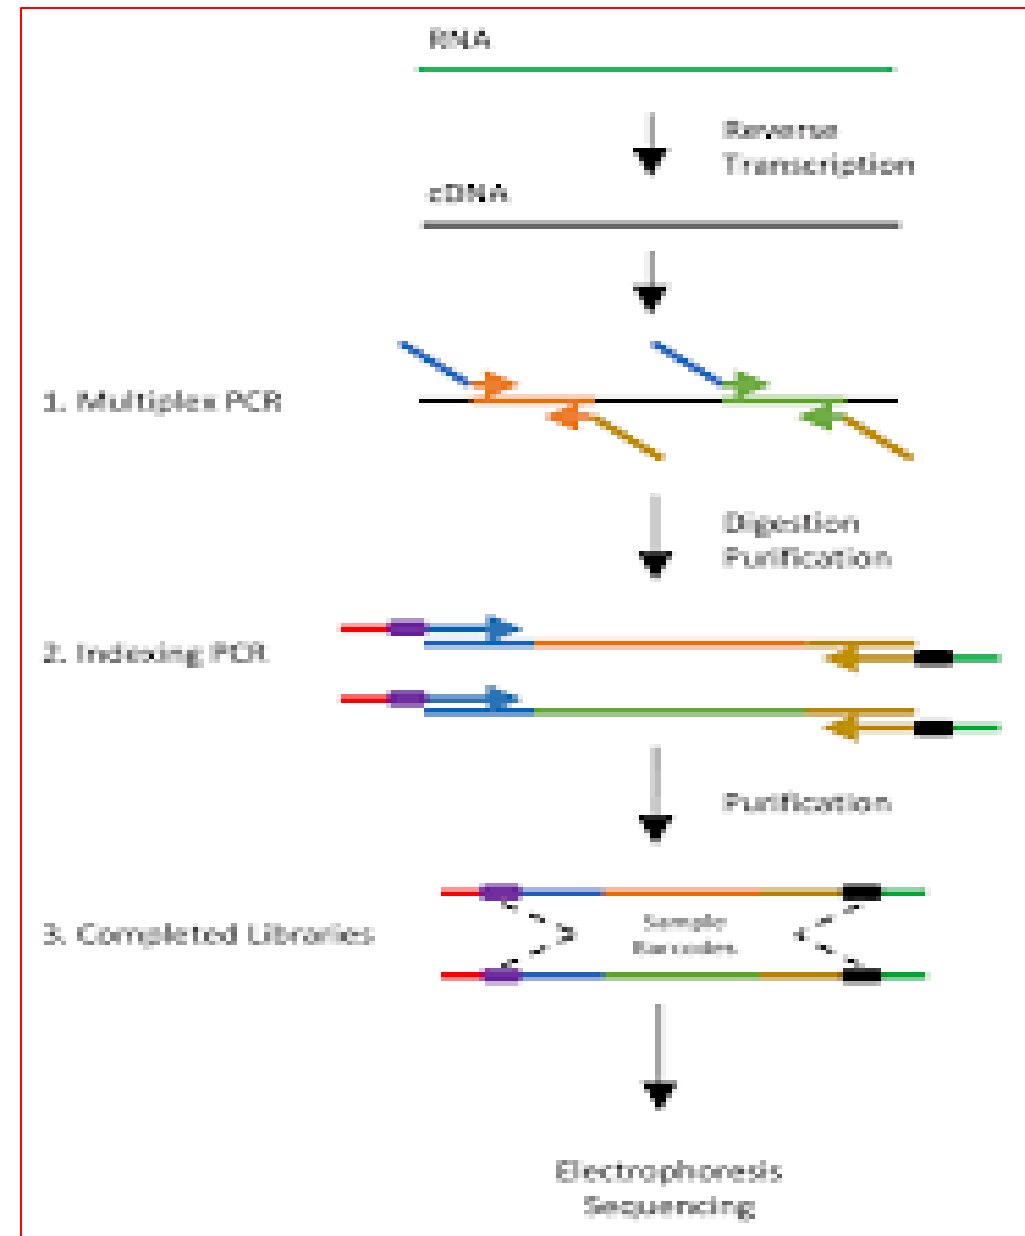 RNA
Reverse
Transcription
cDNA
1. Multiplex PCR
Digestion
Purification
2. Indexing PCR
Purification
3. Completed Libraries
Sample
Barcodes
Electrophoresis
Sequencing